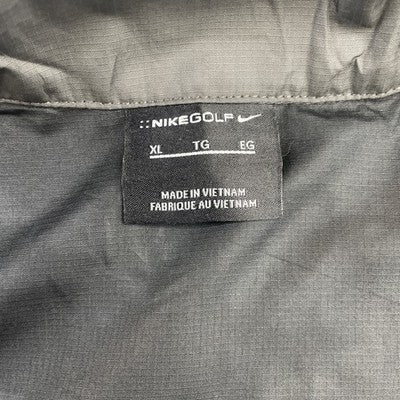 ::NIKEGOLF
XL TG EG
MADE IN VIETNAM
FABRIQUE AU VIETNAM